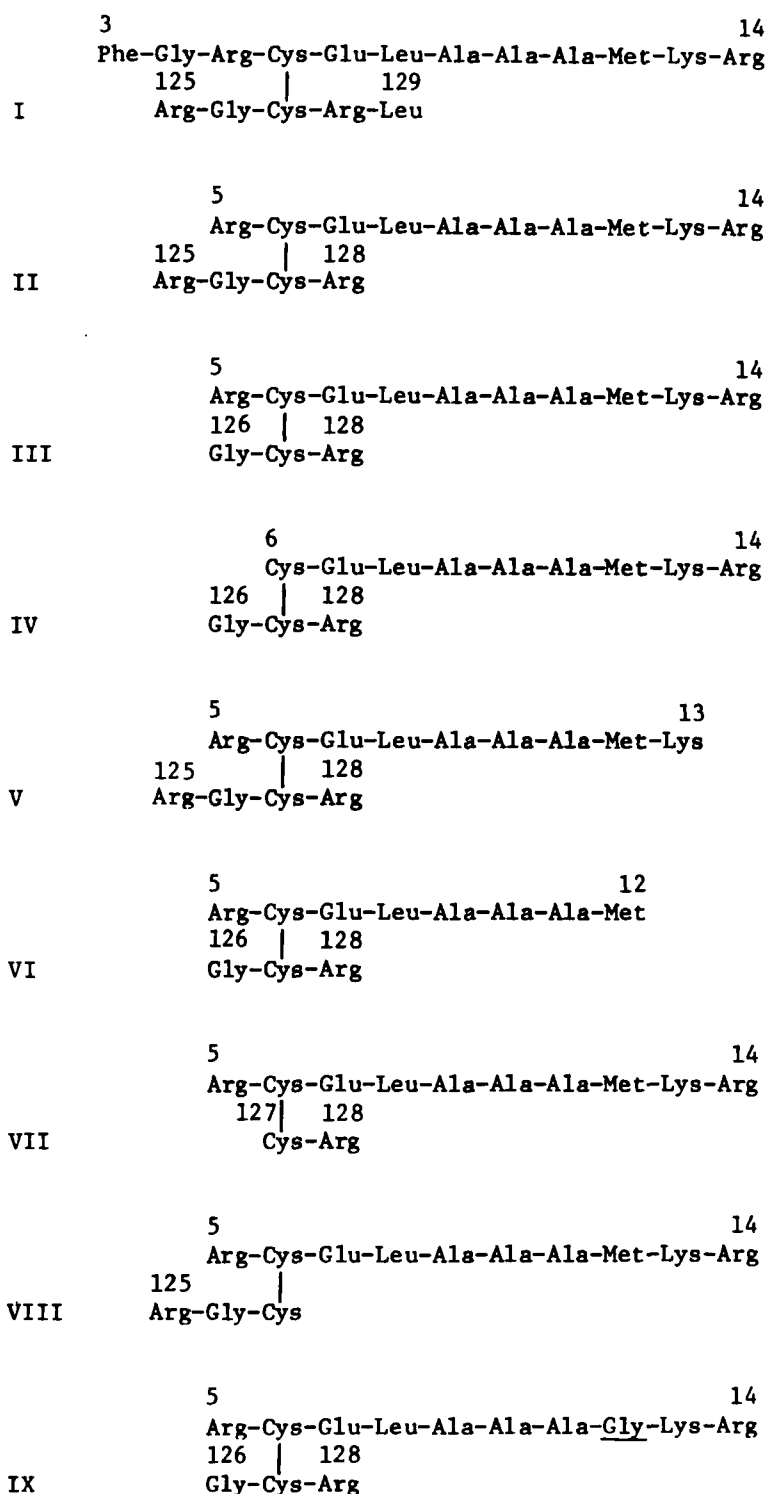 3 14
Phe-Gly-Arg-Cys-Glu-Leu-Ala-Ala-Ala-Met-Lys-Arg
125 | 129
I Arg-Gly-Cys-Arg-Leu
5 14
Arg-Cys-Glu-Leu-Ala-Ala-Ala-Met-Lys-Arg
125 | 128
II Arg-Gly-Cys-Arg
5 14
Arg-Cys-Glu-Leu-Ala-Ala-Ala-Met-Lys-Arg
126 | 128
III Gly-Cys-Arg
6 14
Cys-Glu-Leu-Ala-Ala-Ala-Met-Lys-Arg
126 | 128
IV Gly-Cys-Arg
5 13
Arg-Cys-Glu-Leu-Ala-Ala-Ala-Met-Lys
125 | 128
V Arg-Gly-Cys-Arg
5 12
Arg-Cys-Glu-Leu-Ala-Ala-Ala-Met
126 | 128
VI Gly-Cys-Arg
5 14
Arg-Cys-Glu-Leu-Ala-Ala-Ala-Met-Lys-Arg
127| 128
VII Cys-Arg
5 14
Arg-Cys-Glu-Leu-Ala-Ala-Ala-Met-Lys-Arg
125 |
VIII Arg-Gly-Cys
5 14
Arg-Cys-Glu-Leu-Ala-Ala-Ala-Gly-Lys-Arg
126 | 128
IX Gly-Cys-Arg